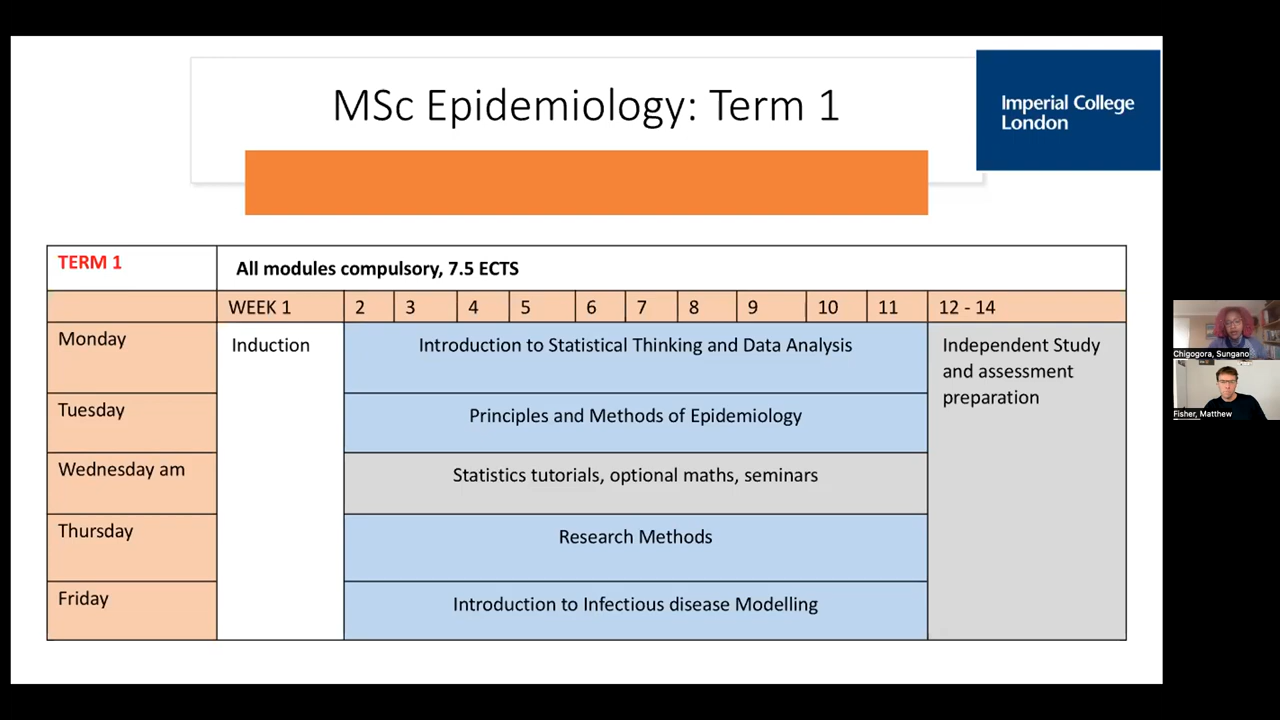 MSc Epidemiology: Term 1
Imperial College
London
TERM 1
All modules compulsory, 7.5 ECTS
WEEK 1 2 3 4 5 6 7 8 9 10 11 12 - 14
Monday
Induction
Introduction to Statistical Thinking and Data Analysis
Independent Study
and assessment
preparation
Tuesday
Principles and Methods of Epidemiology
Wednesday am
Statistics tutorials, optional maths, seminars
Thursday
Research Methods
Friday
Introduction to Infectious disease Modelling
Chigogora, Sungano
Fisher, Matthew